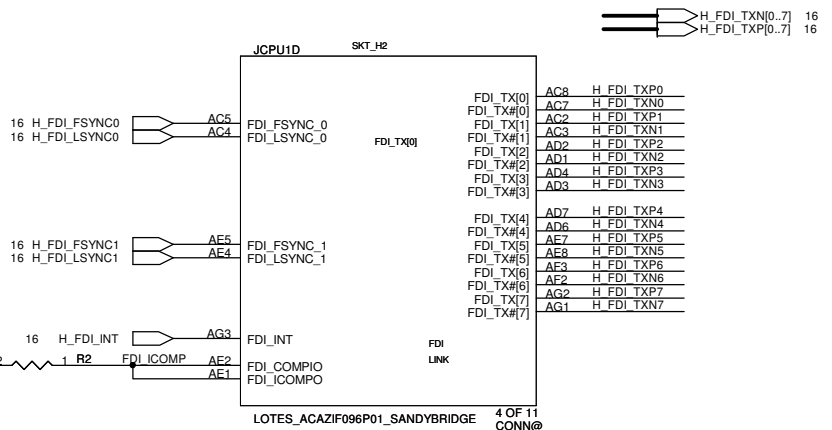 H_FDI_TXN[0..7] 16
H_FDI_TXP[0..7] 16
JCPU1D SKT_H2
FDI_TX[0] AC8 H_FDI_TXP0
FDI_TX#[0] AC7 H_FDI_TXN0
16 H_FDI_FSYNC0 AC5 FDI_FSYNC_0 FDI_TX[1] AC2 H_FDI_TXP1
16 H_FDI_LSYNC0 AC4 FDI_LSYNC_0 FDI_TX[0] FDI_TX#[1] AC3 H_FDI_TXN1
FDI_TX[2] AD2 H_FDI_TXP2
FDI_TX#[2] AD1 H_FDI_TXN2
FDI_TX[3] AD4 H_FDI_TXP3
FDI_TX#[3] AD3 H_FDI_TXN3
FDI_TX[4] AD7 H_FDI_TXP4
FDI_TX#[4] AD6 H_FDI_TXN4
16 H_FDI_FSYNC1 AE5 FDI_FSYNC_1 FDI_TX[5] AE7 H_FDI_TXP5
16 H_FDI_LSYNC1 AE4 FDI_LSYNC_1 FDI_TX#[5] AE8 H_FDI_TXN5
FDI_TX[6] AF3 H_FDI_TXP6
FDI_TX#[6] AF2 H_FDI_TXN6
FDI_TX[7] AG2 H_FDI_TXP7
FDI_TX#[7] AG1 H_FDI_TXN7
16 H_FDI_INT AG3 FDI_INT FDI
1 R2 FDI_ICOMP AE2 FDI_COMPIO LINK
AE1 FDI_ICOMPO
LOTES_ACAZIF096P01_SANDYBRIDGE 4 OF 11
CONN@